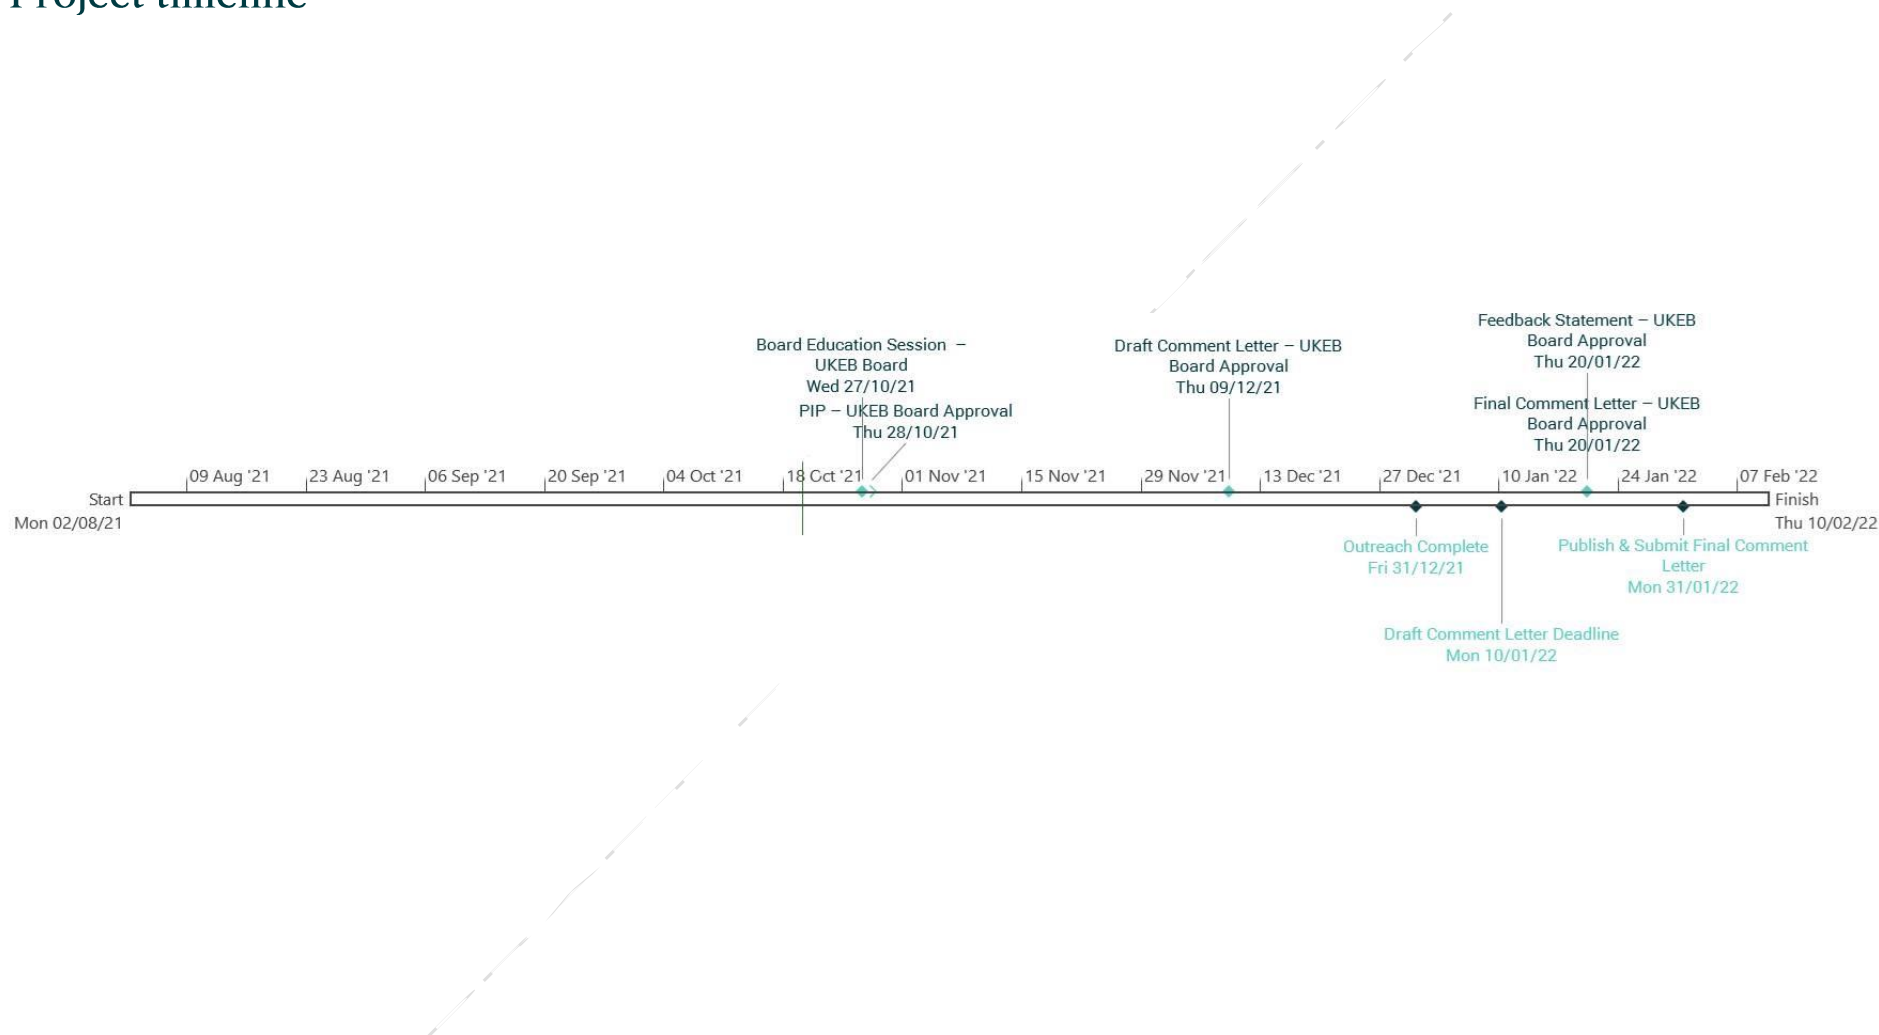 Project timeline
Feedback Statement – UKEB
Board Approval
Thu 20/01/22
Board Education Session –
UKEB Board
Wed 27/10/21
Draft Comment Letter – UKEB
Board Approval
Thu 09/12/21
PIP – UKEB Board Approval
Thu 28/10/21
Final Comment Letter – UKEB
Board Approval
Thu 20/01/22
09 Aug '21 23 Aug '21 06 Sep '21 20 Sep '21 04 Oct '21 18 Oct '21 01 Nov '21 15 Nov '21 29 Nov '21 13 Dec '21 27 Dec '21 10 Jan '22 24 Jan '22 07 Feb '22
Start
Mon 02/08/21
Finish
Thu 10/02/22
Outreach Complete
Fri 31/12/21
Publish & Submit Final Comment
Letter
Mon 31/01/22
Draft Comment Letter Deadline
Mon 10/01/22